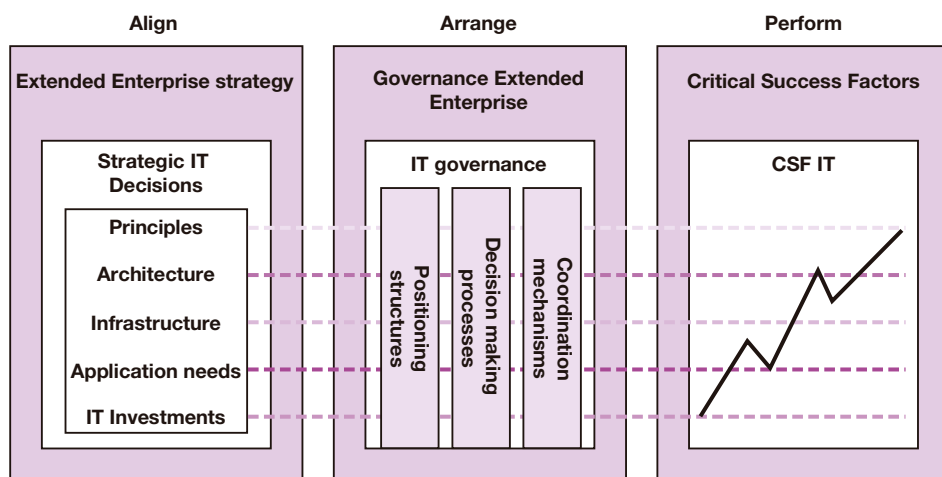 Align
Arrange
Perform
Extended Enterprise strategy
Governance Extended
Enterprise
Critical Success Factors
Strategic IT
Decisions
IT governance
CSF IT
Principles
Architecture
Infrastructure
Application needs
IT Investments
Positioning
structures
Decision making
processes
Coordination
mechanisms